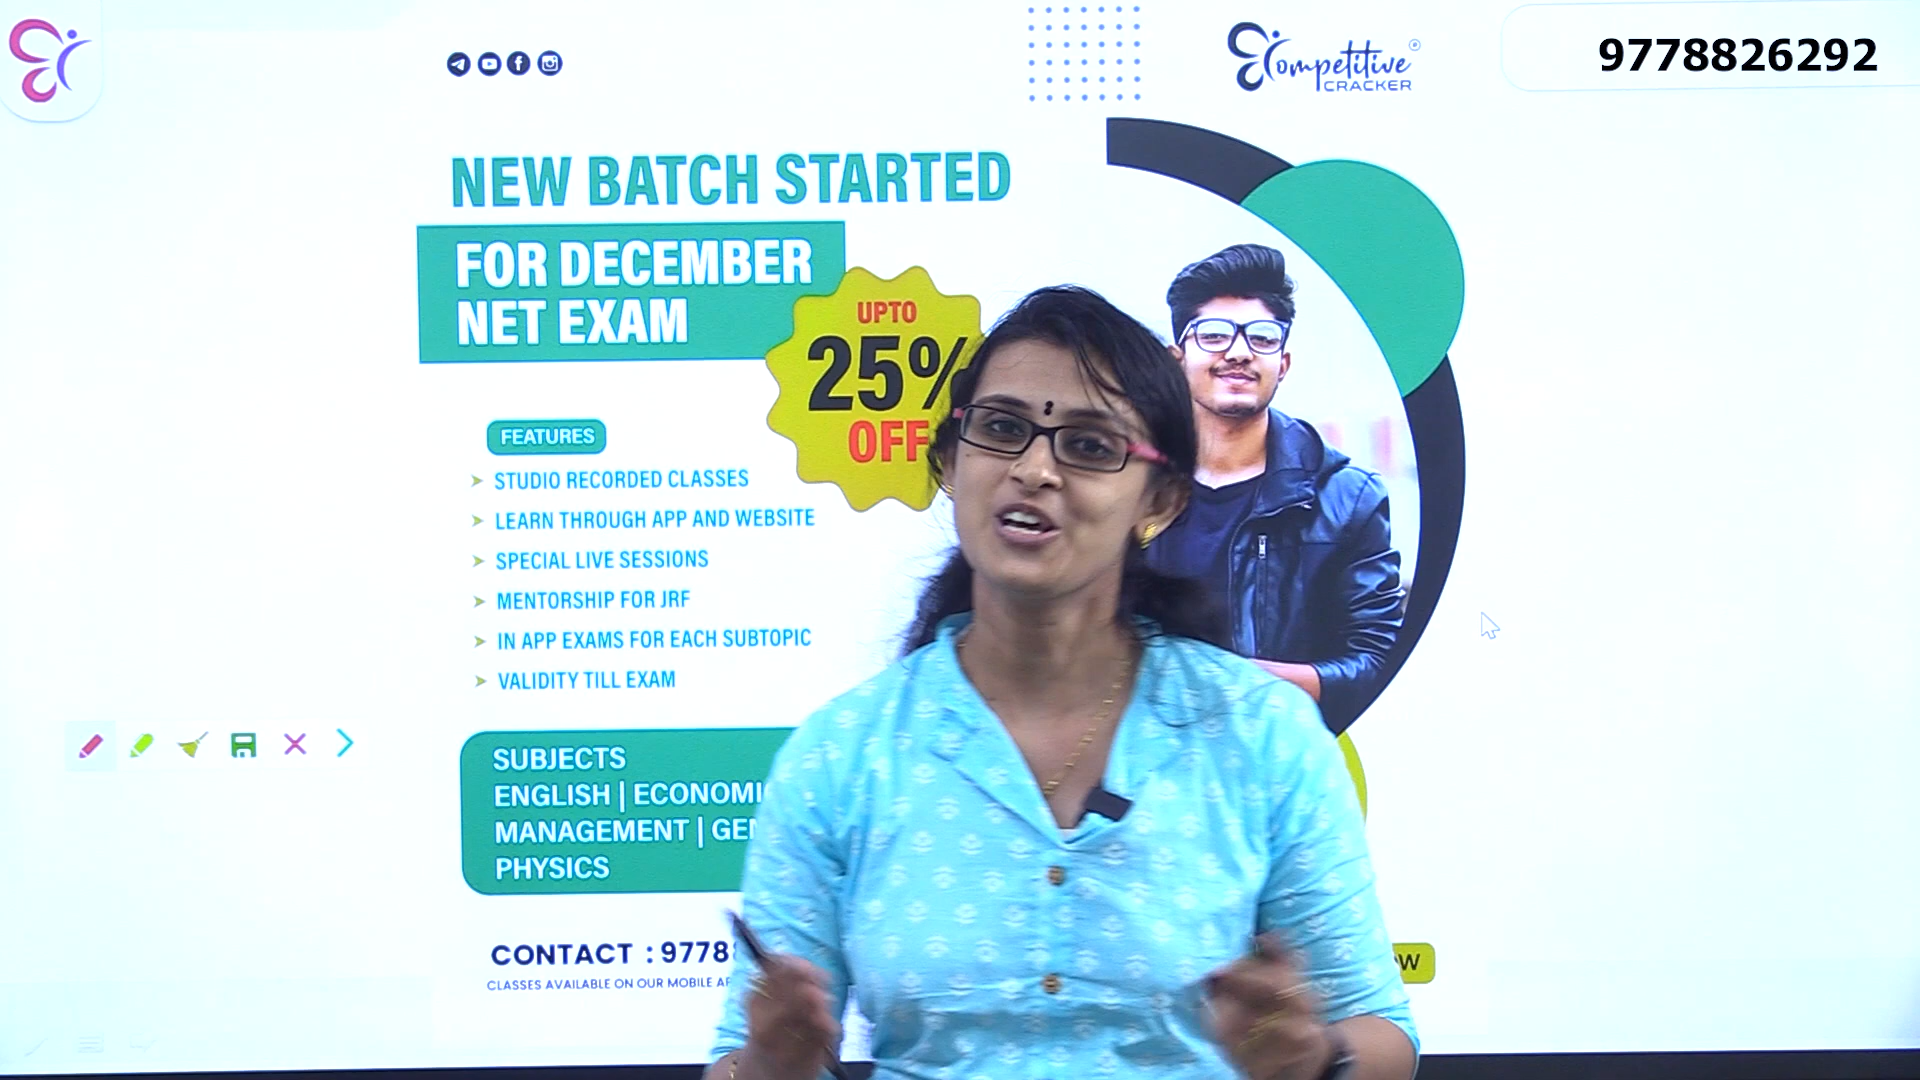 9778826292
Competitive
CRACKER
NEW BATCH STARTED
FOR DECEMBER
NET EXAM
UPTO
25%
OFF
FEATURES
STUDIO RECORDED CLASSES
LEARN THROUGH APP AND WEBSITE
SPECIAL LIVE SESSIONS
MENTORSHIP FOR JRF
IN APP EXAMS FOR EACH SUBTOPIC
VALIDITY TILL EXAM
SUBJECTS
ENGLISH | ECONOMI
MANAGEMENT | GE
PHYSICS
CONTACT : 9778
CLASSES AVAILABLE ON OUR MOBILE